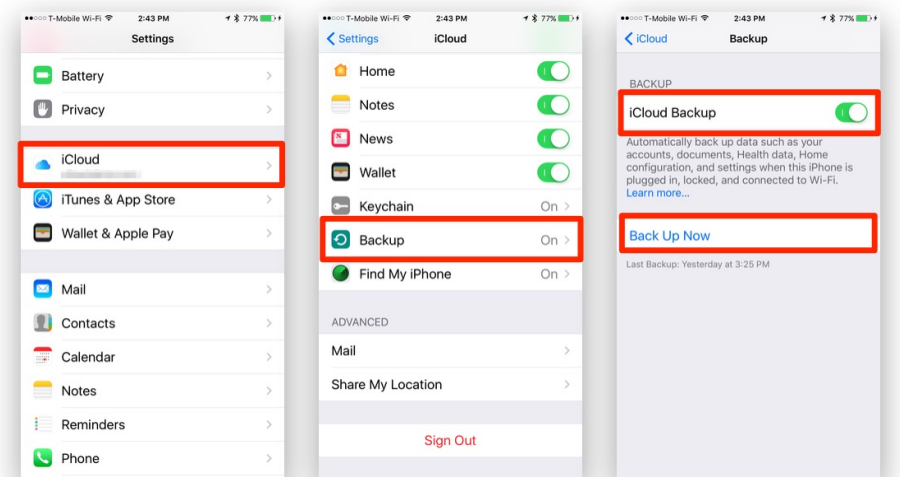 T-Mobile Wi-Fi 2:43 PM 77%
Settings
Battery
Privacy
iCloud
iTunes & App Store
Wallet & Apple Pay
Mail
Contacts
Calendar
Notes
Reminders
Phone
T-Mobile Wi-Fi 2:43 PM 77%
Settings iCloud
Home
Notes
News
Wallet
Keychain On
Backup On
Find My iPhone On
ADVANCED
Mail
Share My Location
Sign Out
T-Mobile Wi-Fi 2:43 PM 77%
iCloud Backup
BACKUP
iCloud Backup
Automatically back up data such as your
accounts, documents, Health data, Home
configuration, and settings when this iPhone is
plugged in, locked, and connected to Wi-Fi.
Learn more...
Back Up Now
Last Backup: Yesterday at 3:25 PM